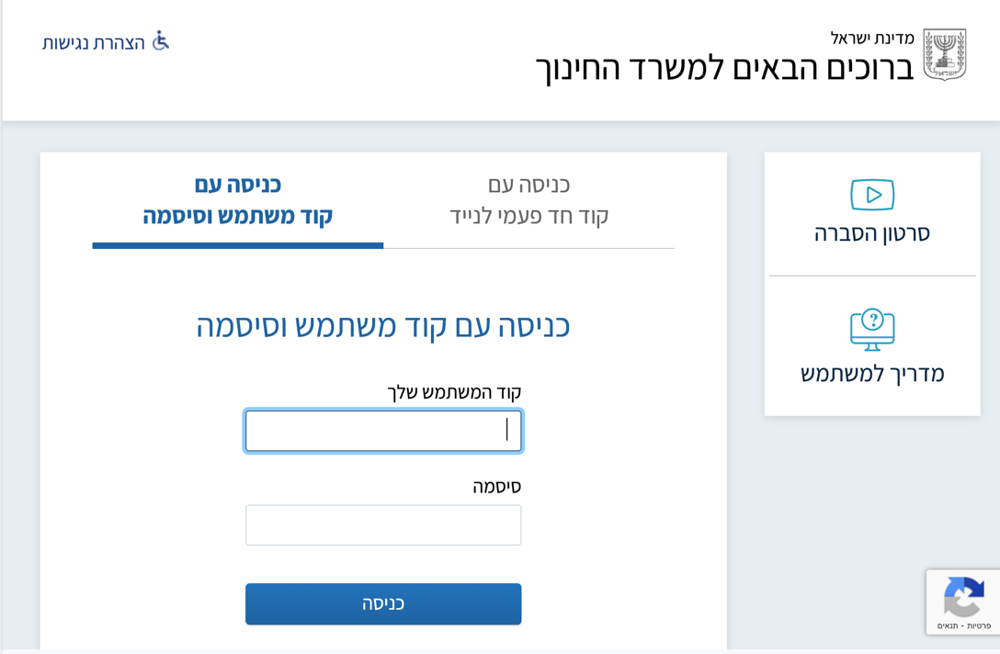 מדינת ישראל
ברוכים הבאים למשרד החינוך
הצהרת נגישות
סרטון הסברה
מדריך למשתמש
כניסה עם
קוד חד פעמי לנייד
כניסה עם
קוד משתמש וסיסמה
כניסה עם קוד משתמש וסיסמה
קוד המשתמש שלך
סיסמה
כניסה
פרטיות - תנאים